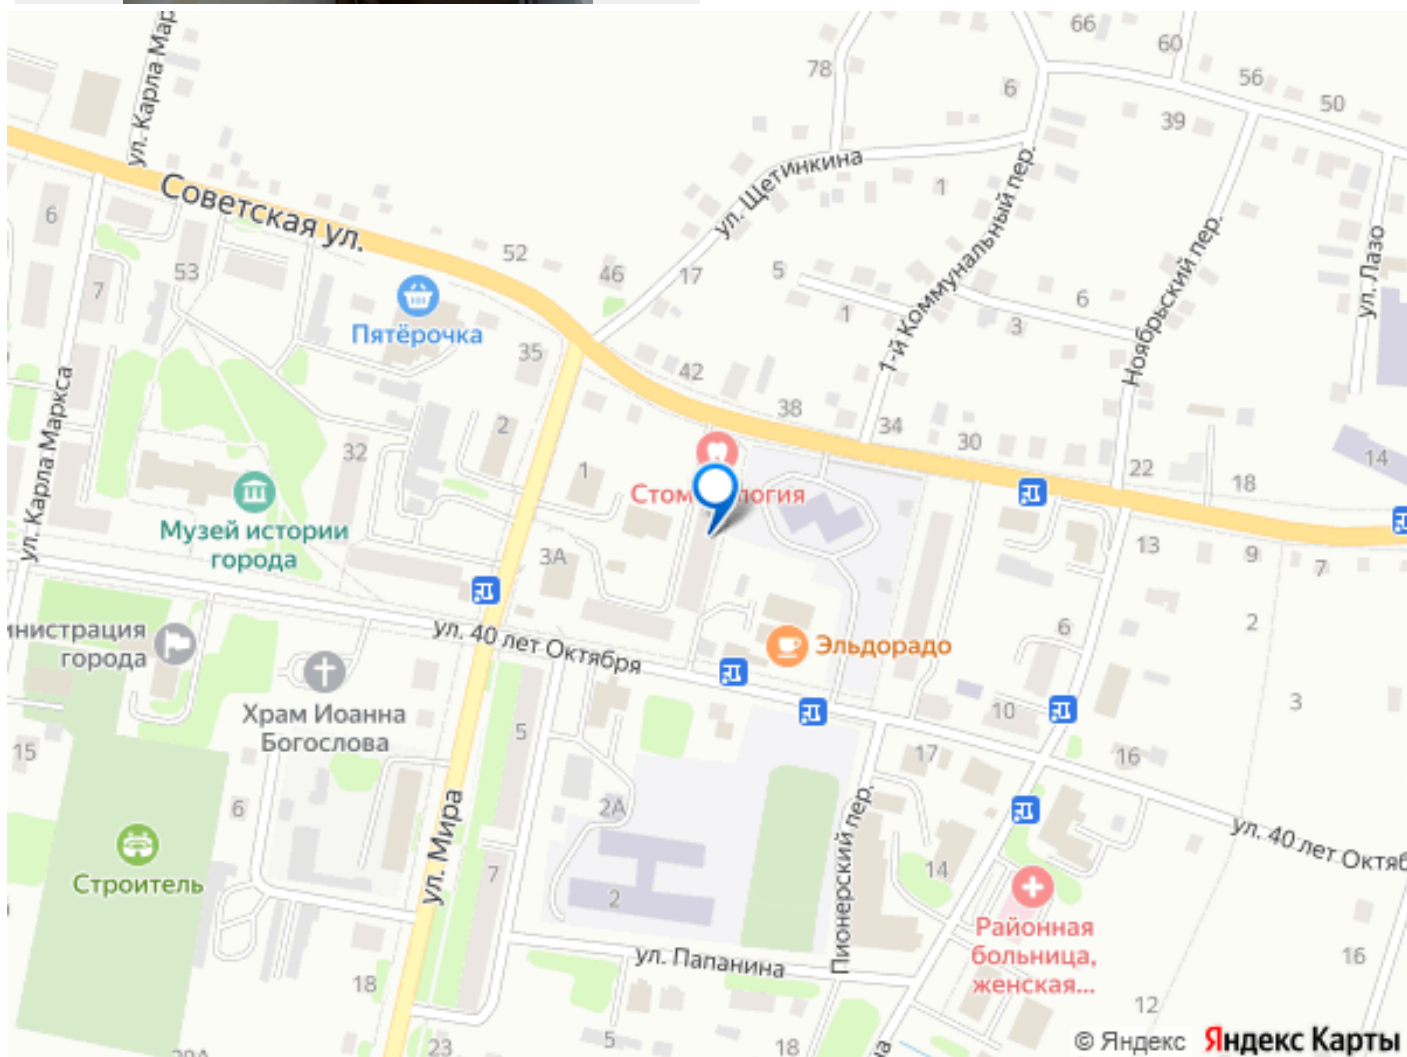 ул. Карла Мар
66
60
78
6
56
50
39
ул. Щетинкина
1
1-й Коммунальный пер.
Ноябрьский пер.
ул. Лазо
6
Советская ул.
52
46
17
5
53
7
6
1
3
Пятёрочка
35
42
38
34
30
22
18
14
2
32
1
ул. Карла Маркса
Стом
логия
Музей истории
города
3А
13
9
7
ул. 40 лет Октября
Эльдорадо
6
2
нистрация
города
Храм Иоанна
Богослова
5
10
3
15
17
16
6
ул. Мира
2А
Пионерский пер.
ул. 40 лет Октяб
Строитель
7
2
14
Районная
больница,
женская...
ул. Папанина
16
18
12
23
5
18
© Яндекс Яндекс Карты